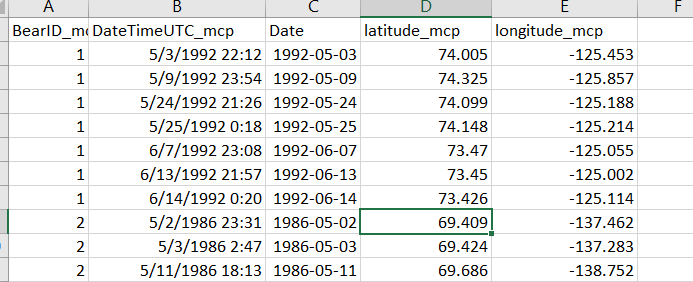 A B C D E F
BearID_mc DateTimeUTC_mcp Date latitude_mcp longitude_mcp
1 5/3/1992 22:12 1992-05-03 74.005 -125.453
1 5/9/1992 23:54 1992-05-09 74.325 -125.857
1 5/24/1992 21:26 1992-05-24 74.099 -125.188
1 5/25/1992 0:18 1992-05-25 74.148 -125.214
1 6/7/1992 23:08 1992-06-07 73.47 -125.055
1 6/13/1992 21:57 1992-06-13 73.45 -125.002
1 6/14/1992 0:20 1992-06-14 73.426 -125.114
2 5/2/1986 23:31 1986-05-02 69.409 -137.462
2 5/3/1986 2:47 1986-05-03 69.424 -137.283
2 5/11/1986 18:13 1986-05-11 69.686 -138.752